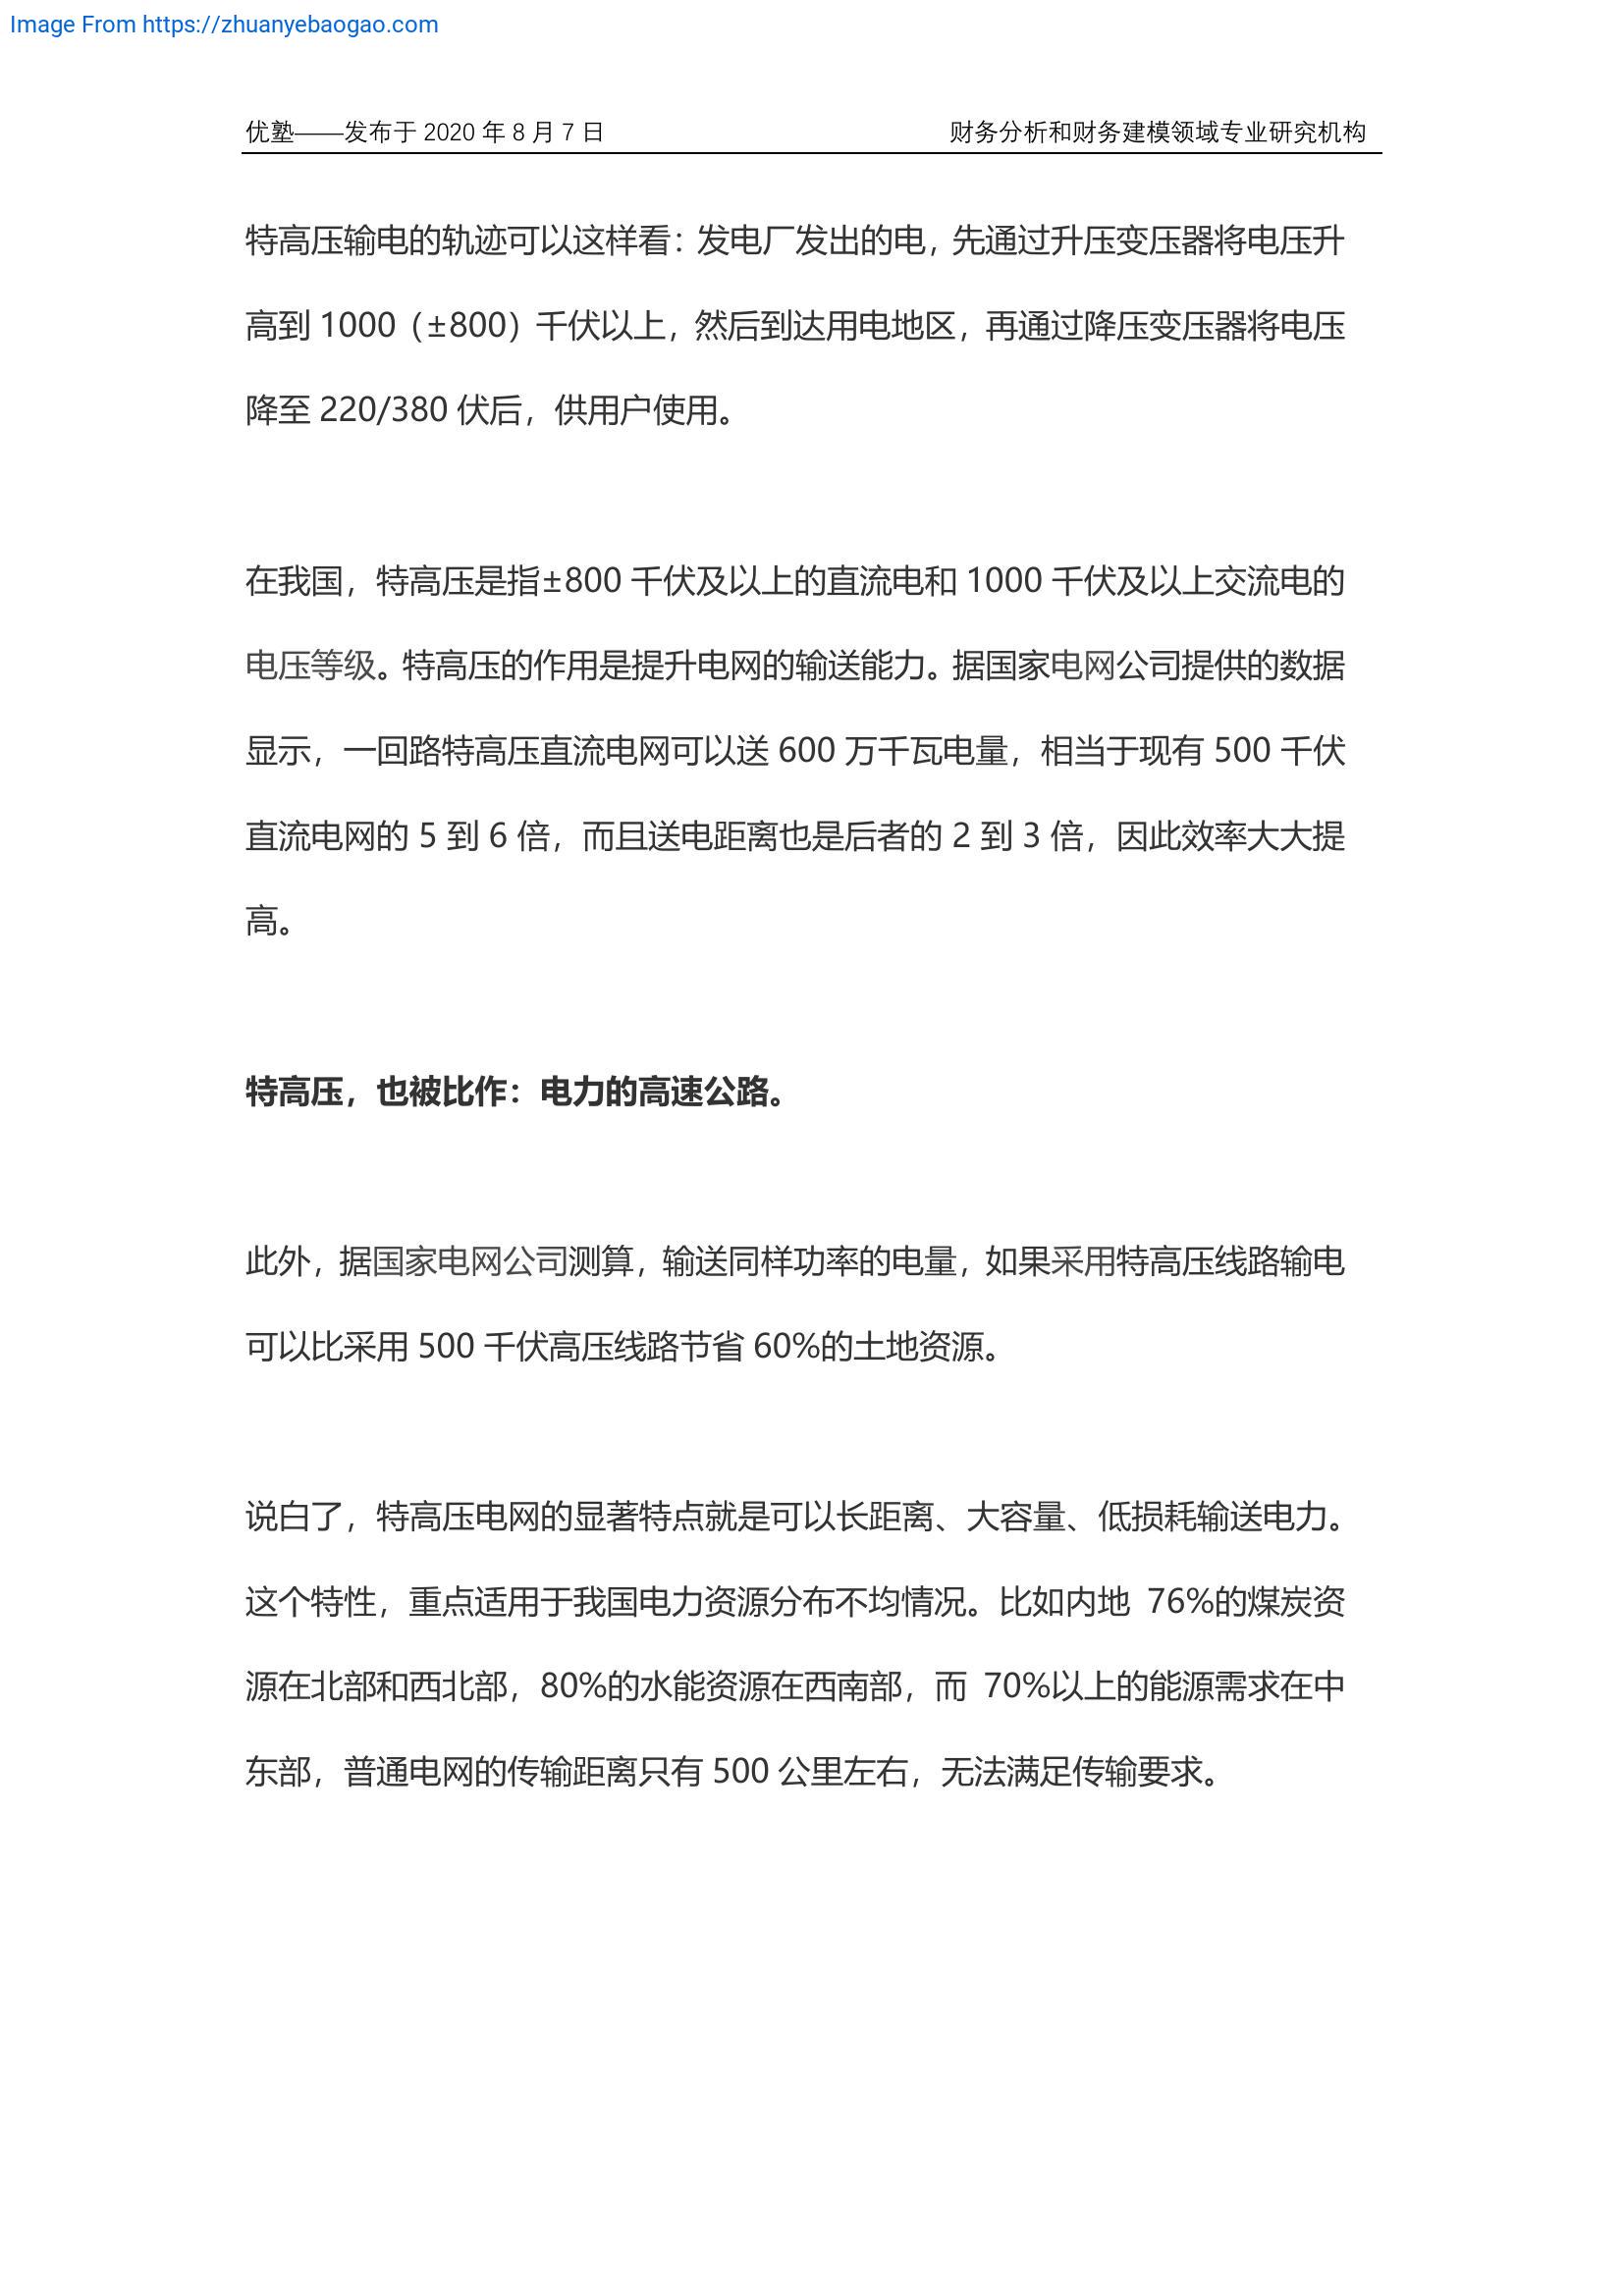 Image From https://zhuanyebaogao.com
优塾——发布于 2020 年 8 月 7 日 财务分析和财务建模领域专业研究机构
特高压输电的轨迹可以这样看：发电厂发出的电，先通过升压变压器将电压升
高到 1000（±800）千伏以上，然后到达用电地区，再通过降压变压器将电压
降至 220/380 伏后，供用户使用。
在我国，特高压是指±800 千伏及以上的直流电和 1000 千伏及以上交流电的
电压等级。特高压的作用是提升电网的输送能力。据国家电网公司提供的数据
显示，一回路特高压直流电网可以送 600 万千瓦电量，相当于现有 500 千伏
直流电网的 5 到 6 倍，而且送电距离也是后者的 2 到 3 倍，因此效率大大提
高。
特高压，也被比作：电力的高速公路。
此外，据国家电网公司测算，输送同样功率的电量，如果采用特高压线路输电
可以比采用 500 千伏高压线路节省 60%的土地资源。
说白了，特高压电网的显著特点就是可以长距离、大容量、低损耗输送电力。
这个特性，重点适用于我国电力资源分布不均情况。比如内地 76%的煤炭资
源在北部和西北部，80%的水能资源在西南部，而 70%以上的能源需求在中
东部，普通电网的传输距离只有 500 公里左右，无法满足传输要求。